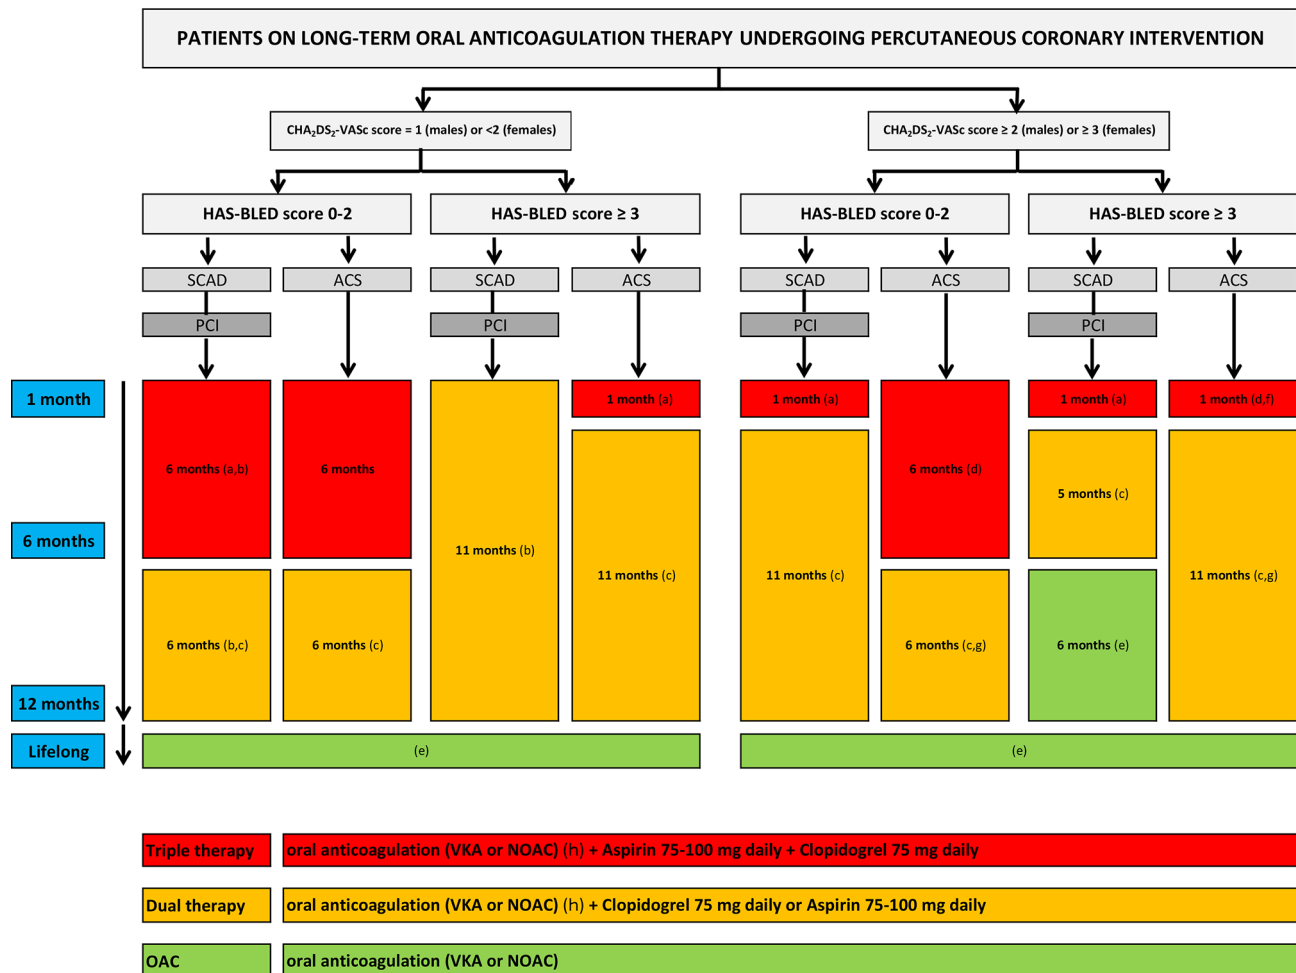 PATIENTS ON LONG-TERM ORAL ANTICOAGULATION THERAPY UNDERGOING PERCUTANEOUS CORONARY INTERVENTION
CHA₂DS₂-VASc score = 1 (males) or <2 (females)
CHA₂DS₂-VASc score ≥ 2 (males) or ≥ 3 (females)
HAS-BLED score 0-2
HAS-BLED score ≥ 3
HAS-BLED score 0-2
HAS-BLED score ≥ 3
SCAD
ACS
SCAD
ACS
SCAD
ACS
SCAD
ACS
PCI
PCI
PCI
PCI
1 month
1 month (a)
1 month (a)
1 month (a)
1 month (d,f)
6 months (a,b)
6 months
6 months (d)
5 months (c)
6 months
11 months (b)
11 months (c)
11 months (c)
11 months (c,g)
6 months (b,c)
6 months (c)
6 months (c,g)
6 months (e)
12 months
Lifelong
(e)
(e)
Triple therapy
oral anticoagulation (VKA or NOAC) (h) + Aspirin 75-100 mg daily + Clopidogrel 75 mg daily
Dual therapy
oral anticoagulation (VKA or NOAC) (h) + Clopidogrel 75 mg daily or Aspirin 75-100 mg daily
OAC
oral anticoagulation (VKA or NOAC)